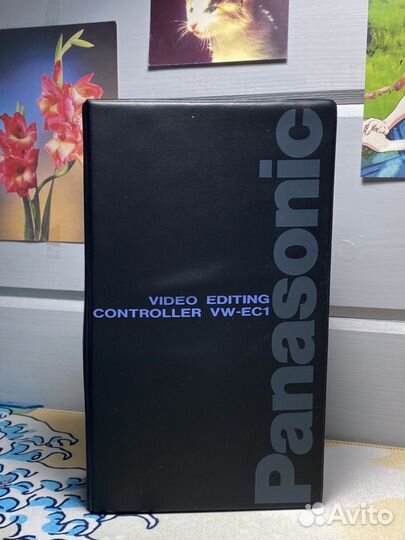 Panasonic
VIDEO EDITING
CONTROLLER VW-EC1
Avito